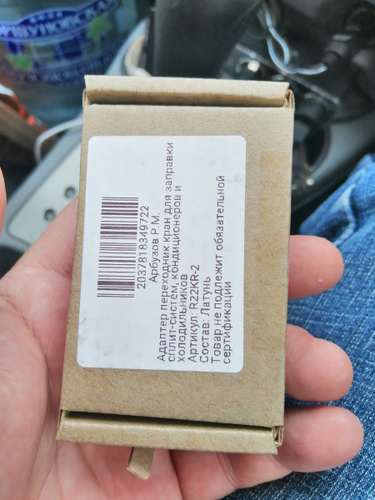 2037818349722
Арбузов Р.М.
Адаптер переходник кран для заправки
сплит-систем, кондиционеров и
холодильников
Артикул: R22KR-2
Состав: Латунь
Товар не подлежит обязательной
сертификации